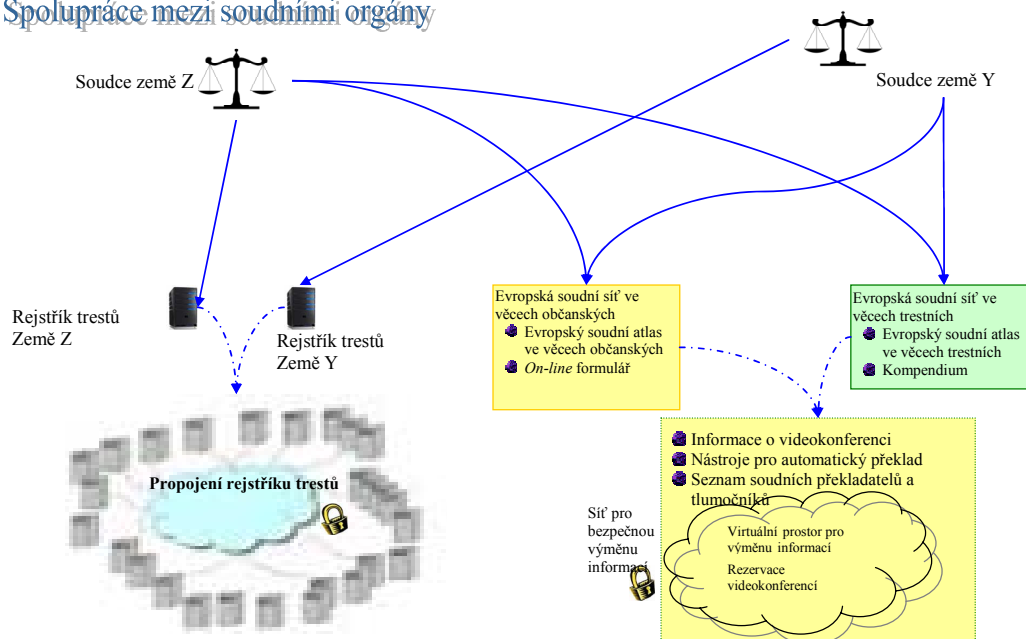 Spolupráce mezi soudními orgány
Soudce země Z
Soudce země Y
Rejstřík trestů
Země Z
Rejstřík trestů
Země Y
Evropská soudní síť ve
věcech občanských
Evropský soudní atlas
ve věcech občanských
On-line formulář
Evropská soudní síť ve
věcech trestních
Evropský soudní atlas
ve věcech trestních
Kompendium
Propojení rejstříku trestů
Informace o videokonferenci
Nástroje pro automatický překlad
Seznam soudních překladatelů a
tlumočníků
Síť pro
bezpečnou
výměnu
informací
Virtuální prostor pro
výměnu informací
Rezervace
videokonferencí